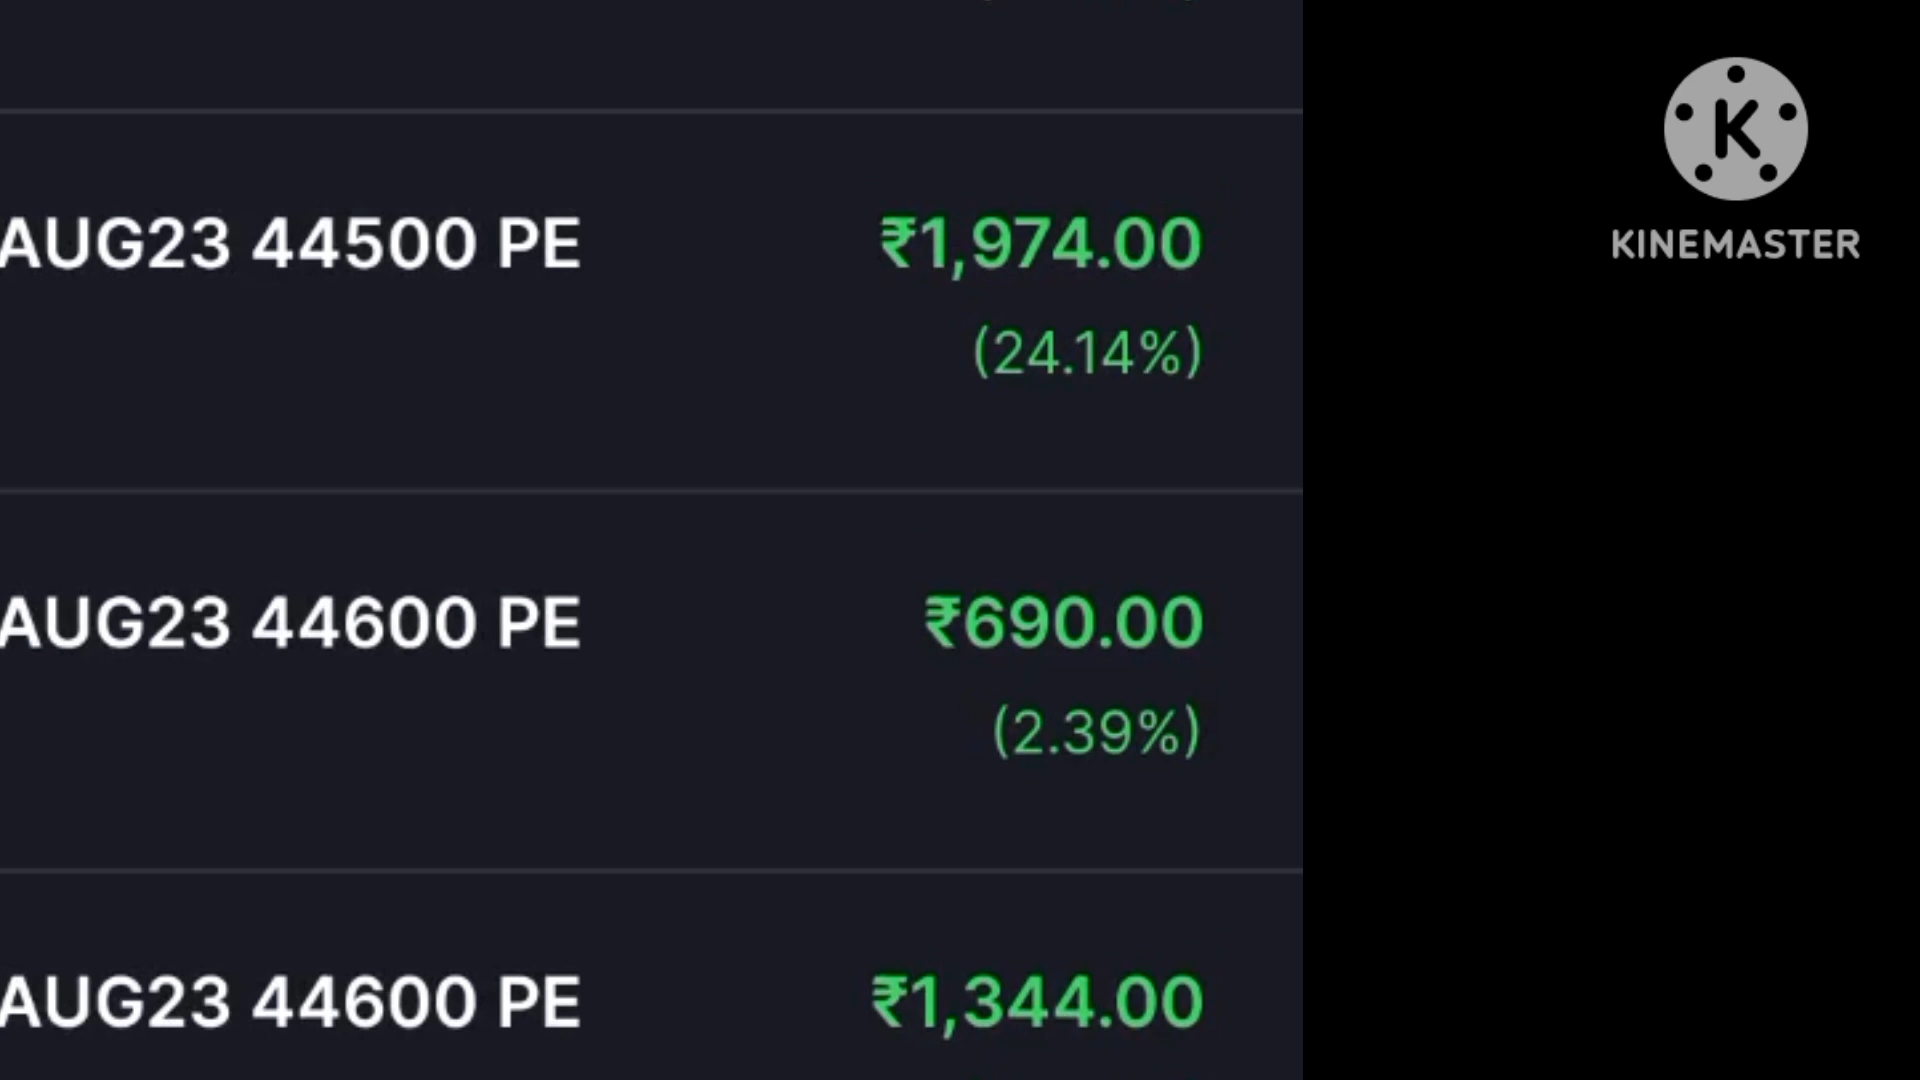 KINEMASTER
AUG23 44500 PE ₹1,974.00
(24.14%)
AUG23 44600 PE ₹690.00
(2.39%)
AUG23 44600 PE ₹1,344.00